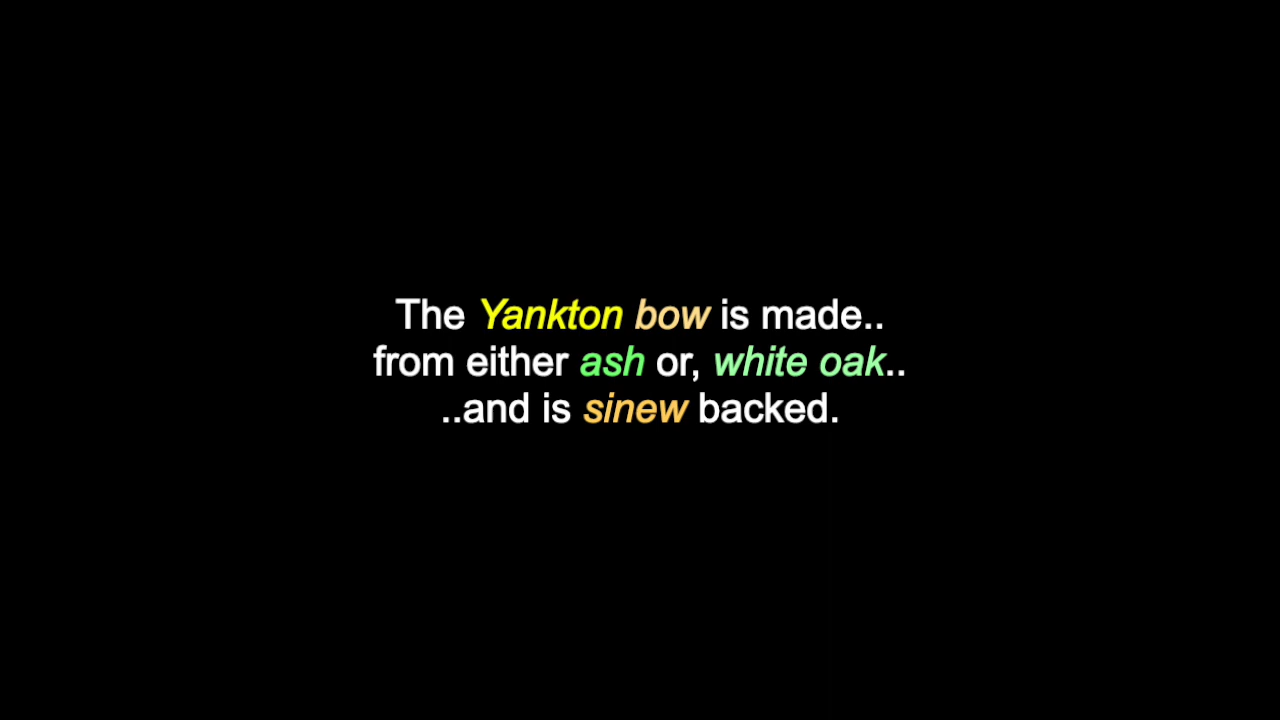 The Yankton bow is made..
from either ash or, white oak..
..and is sinew backed.